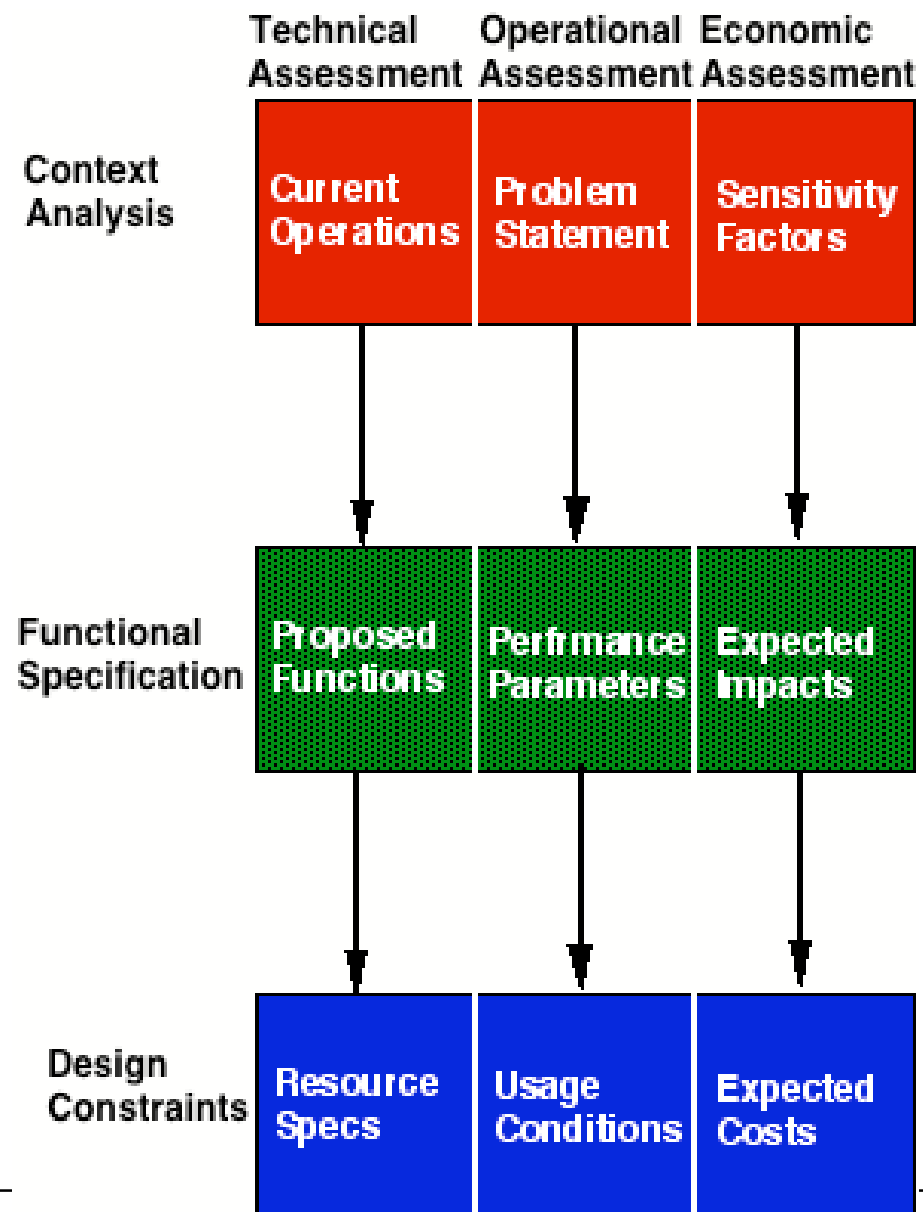 Technical Operational Economic
Assessment Assessment Assessment
Context
Analysis
Current
Operations
Problem
Statement
Sensitivity
Factors
Functional
Specification
Proposed
Functions
Perfrmance
Parameters
Expected
Impacts
Design
Constraints
Resource
Specs
Usage
Conditions
Expected
Costs